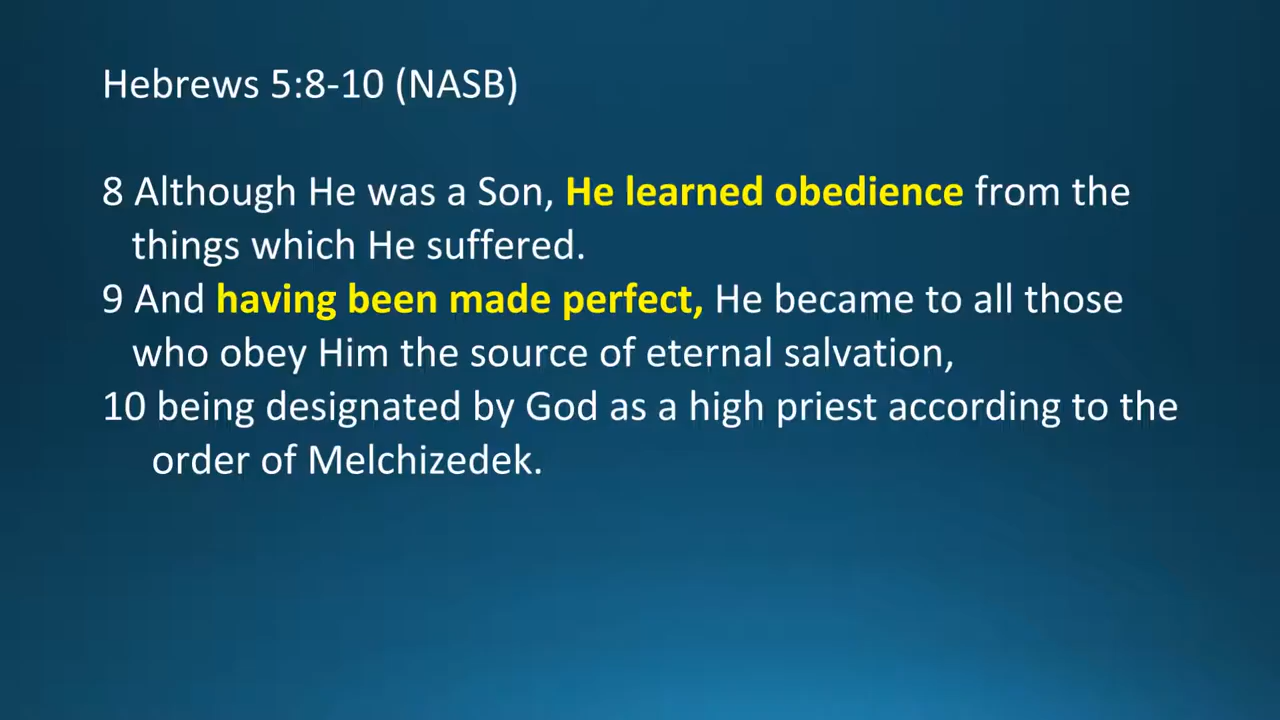 Hebrews 5:8-10 (NASB)
8 Although He was a Son, He learned obedience from the
things which He suffered.
9 And having been made perfect, He became to all those
who obey Him the source of eternal salvation,
10 being designated by God as a high priest according to the
order of Melchizedek.